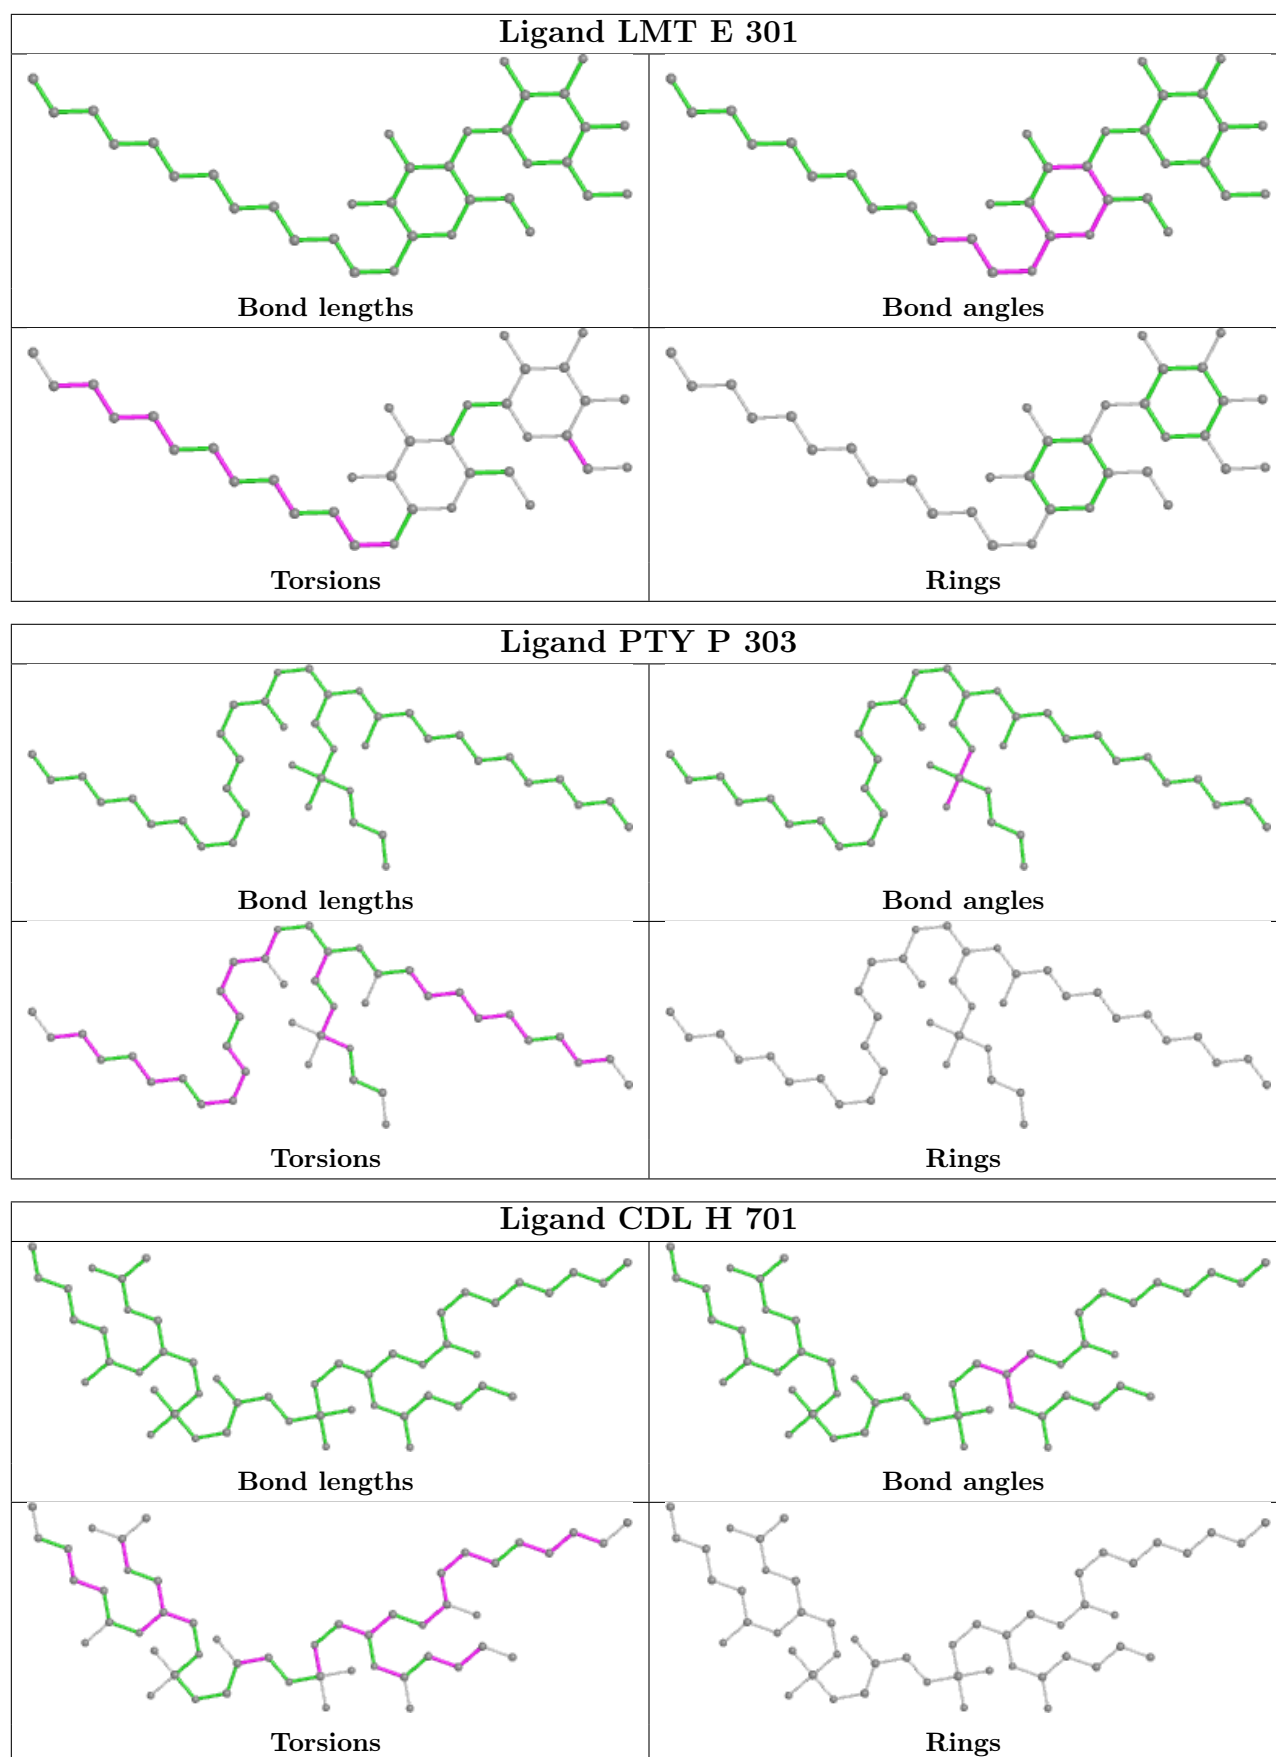 Ligand LMT E 301
Bond lengths
Bond angles
Torsions
Rings
Ligand PTY P 303
Bond lengths
Bond angles
Torsions
Rings
Ligand CDL H 701
Bond lengths
Bond angles
Torsions
Rings